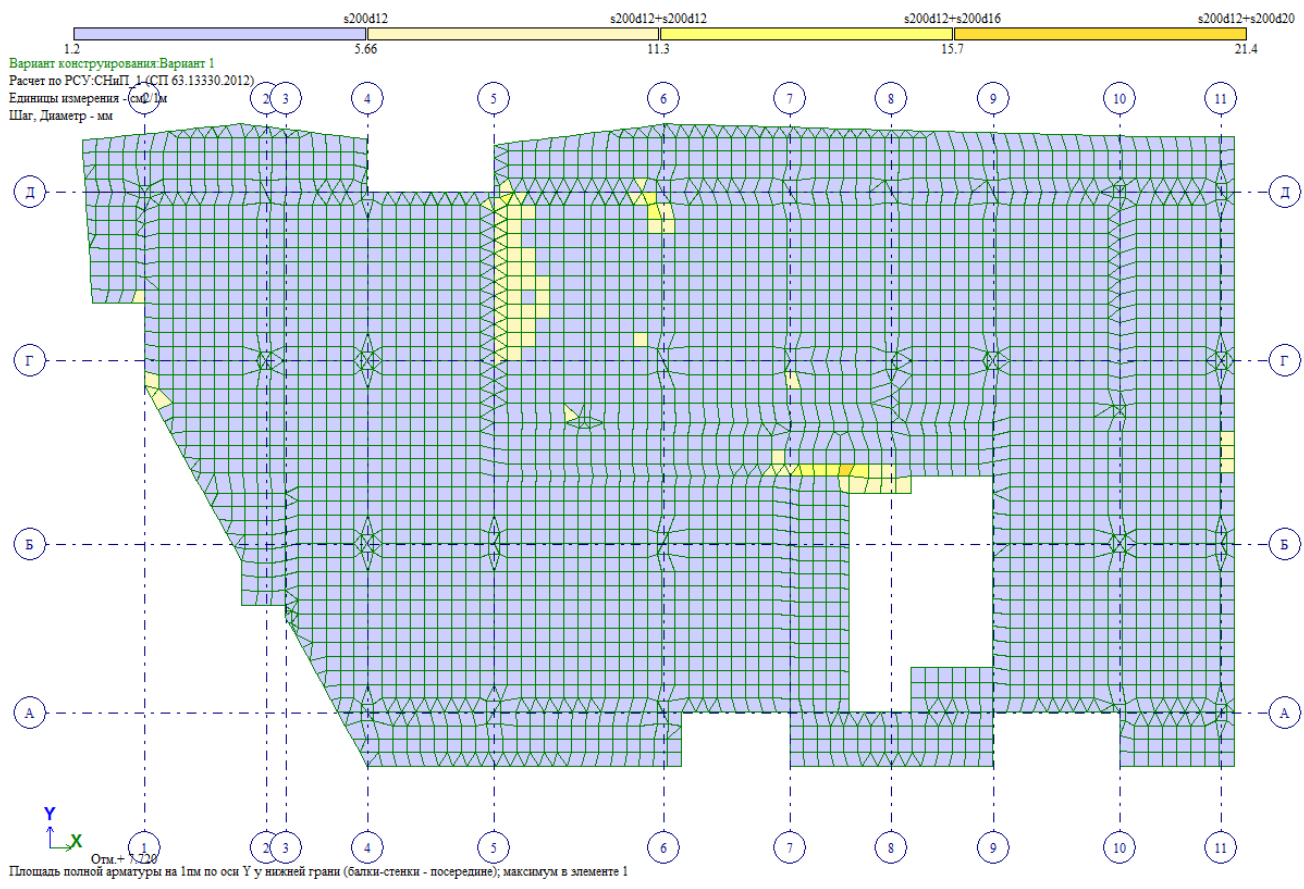 s200d12 s200d12+s200d12 s200d12+s200d16 s200d12+s200d20
1.2 5.66 11.3 15.7 21.4
Вариант конструирования:Вариант 1
Расчет по РСУ:СНиП_1 (СП 63.13330.2012)
Единицы измерения - см2/1м
Шаг, Диаметр - мм
2 3 4 5 6 7 8 9 10 11
Д Д
Г Г
Б Б
А А
Y
X
1 2 3 4 5 6 7 8 9 10 11
Отм.+ 7.720
Площадь полной арматуры на 1пм по оси Y у нижней грани (балки-стенки - посередине); максимум в элементе 1